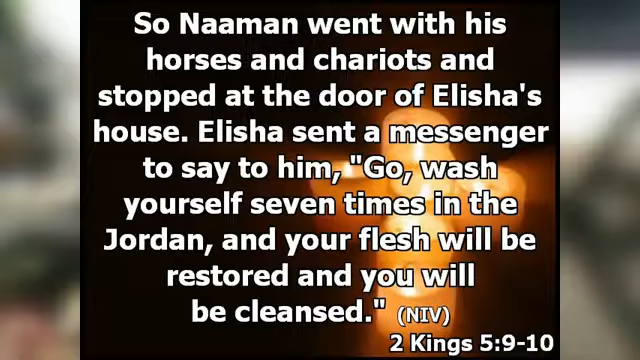 So Naaman went with his
horses and chariots and
stopped at the door of Elisha's
house. Elisha sent a messenger
to say to him, "Go, wash
yourself seven times in the
Jordan, and your flesh will be
restored and you will
be cleansed." (NIV)
2 Kings 5:9-10